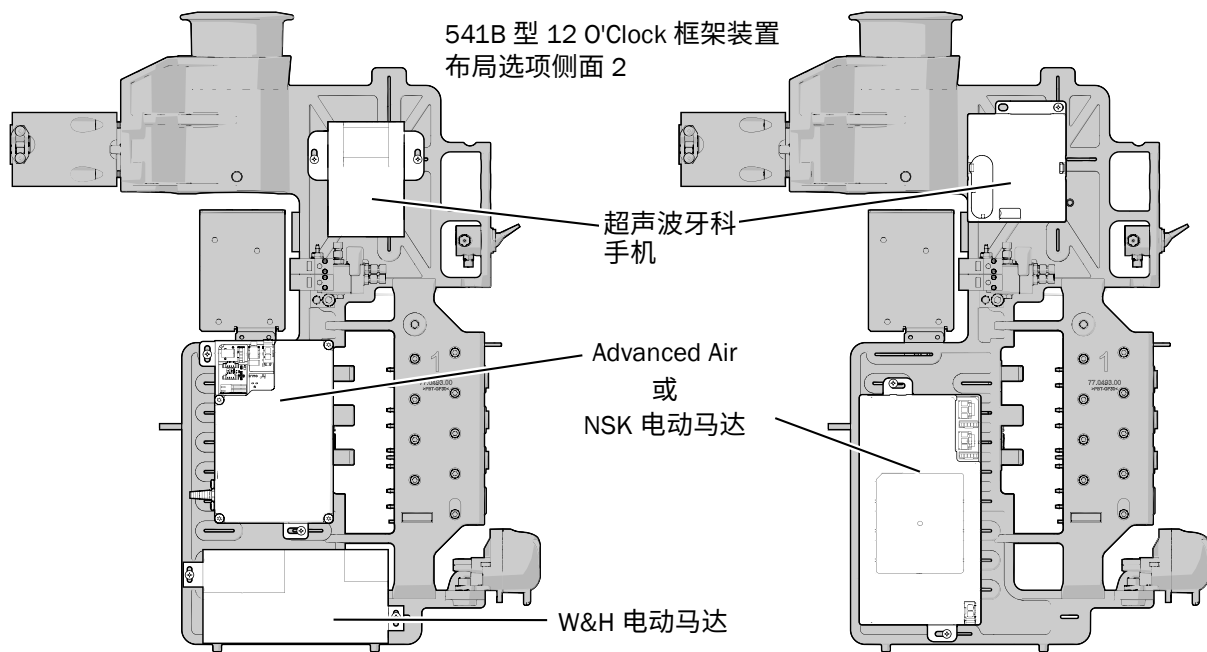 541B 型 12 O'Clock 框架装置
布局选项侧面 2
超声波牙科
手机
1
77.0493.00
1
77.0493.00
Advanced Air
或
NSK 电动马达
W&H 电动马达